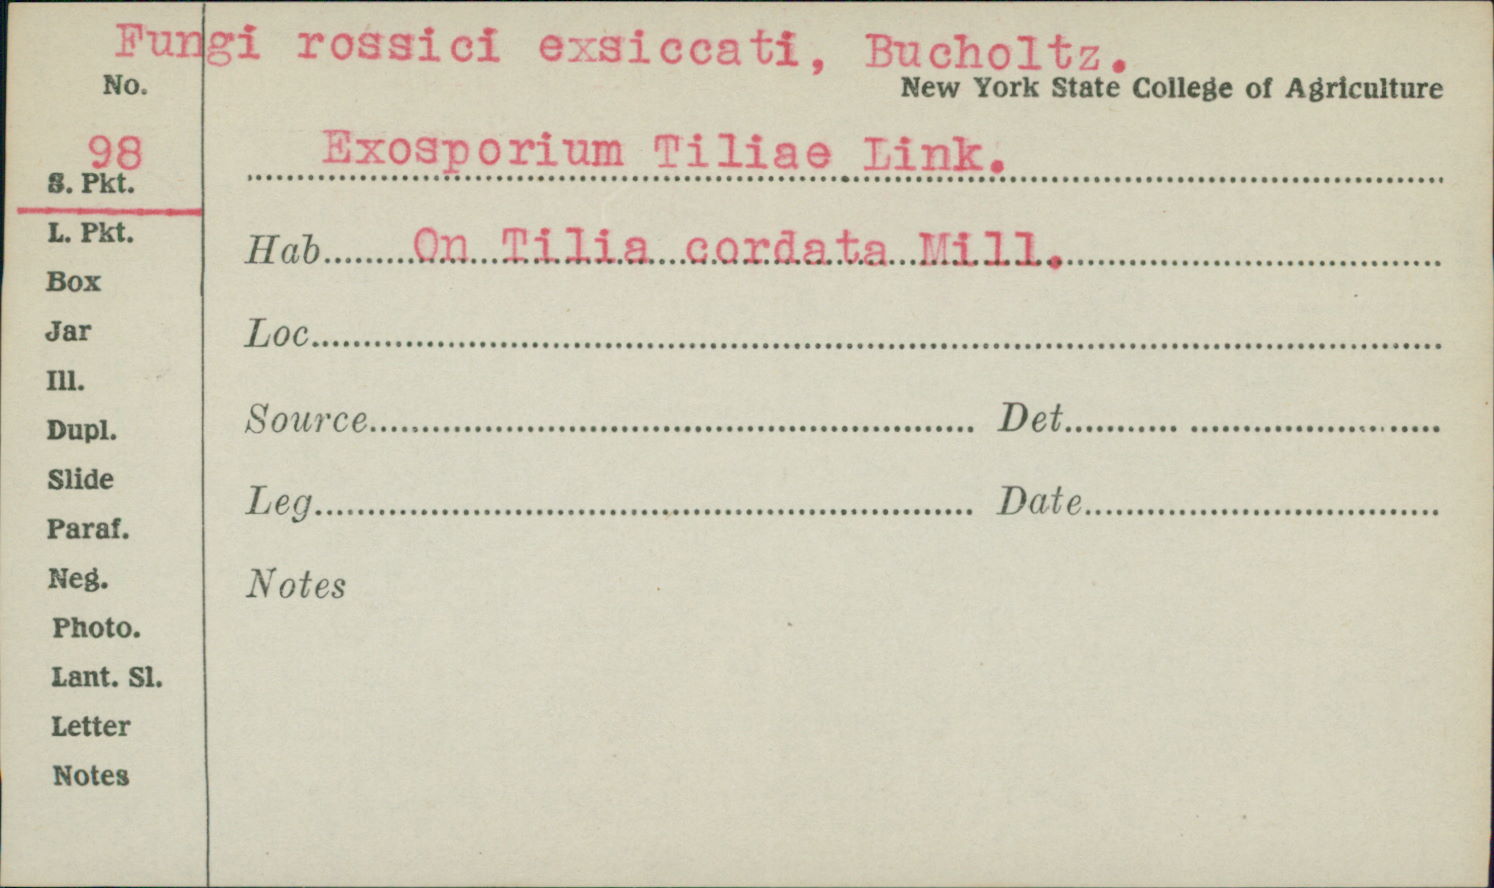 Fungi rossici exsiccati, Bucholtz.
No.
New York State College of Agriculture
98
Exosporium Tiliae Link.
S. Pkt.
L. Pkt.
Hab. On Tilia cordata Mill.
Box
Jar
Loc.
Ill.
Dupl.
Source Det.
Slide
Leg. Date
Paraf.
Neg.
Notes
Photo.
Lant. Sl.
Letter
Notes